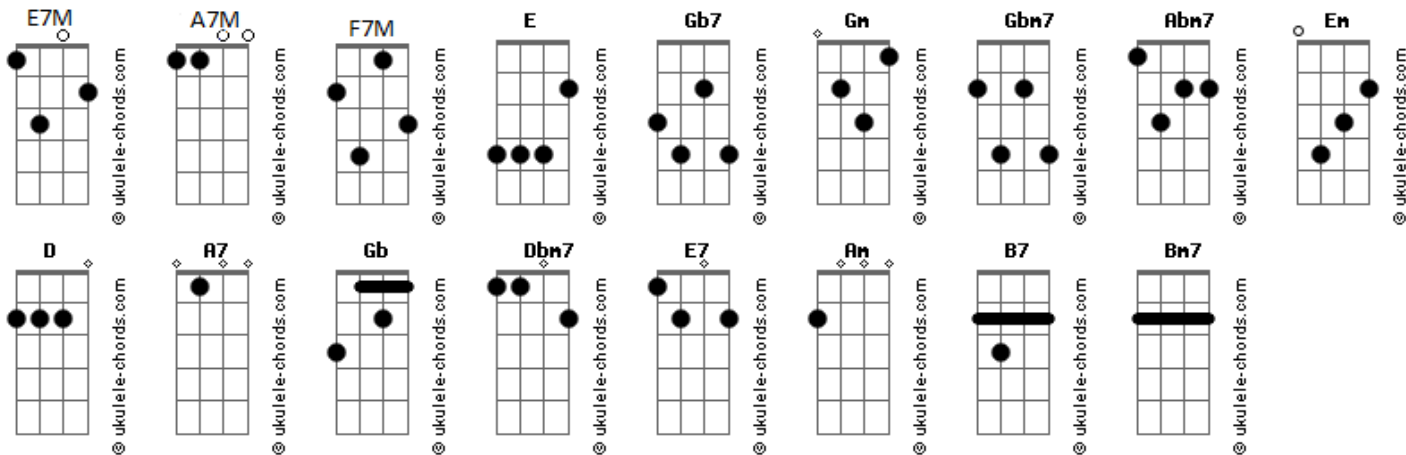 E7M A7M F7M E Gb7 Gm Gbm7 Abm7 Em
© ukulele-chords.com © ukulele-chords.com © ukulele-chords.com © ukulele-chords.com © ukulele-chords.com © ukulele-chords.com © ukulele-chords.com © ukulele-chords.com © ukulele-chords.com
D A7 Gb Dbm7 E7 Am B7 Bm7
© ukulele-chords.com © ukulele-chords.com © ukulele-chords.com © ukulele-chords.com © ukulele-chords.com © ukulele-chords.com © ukulele-chords.com © ukulele-chords.com